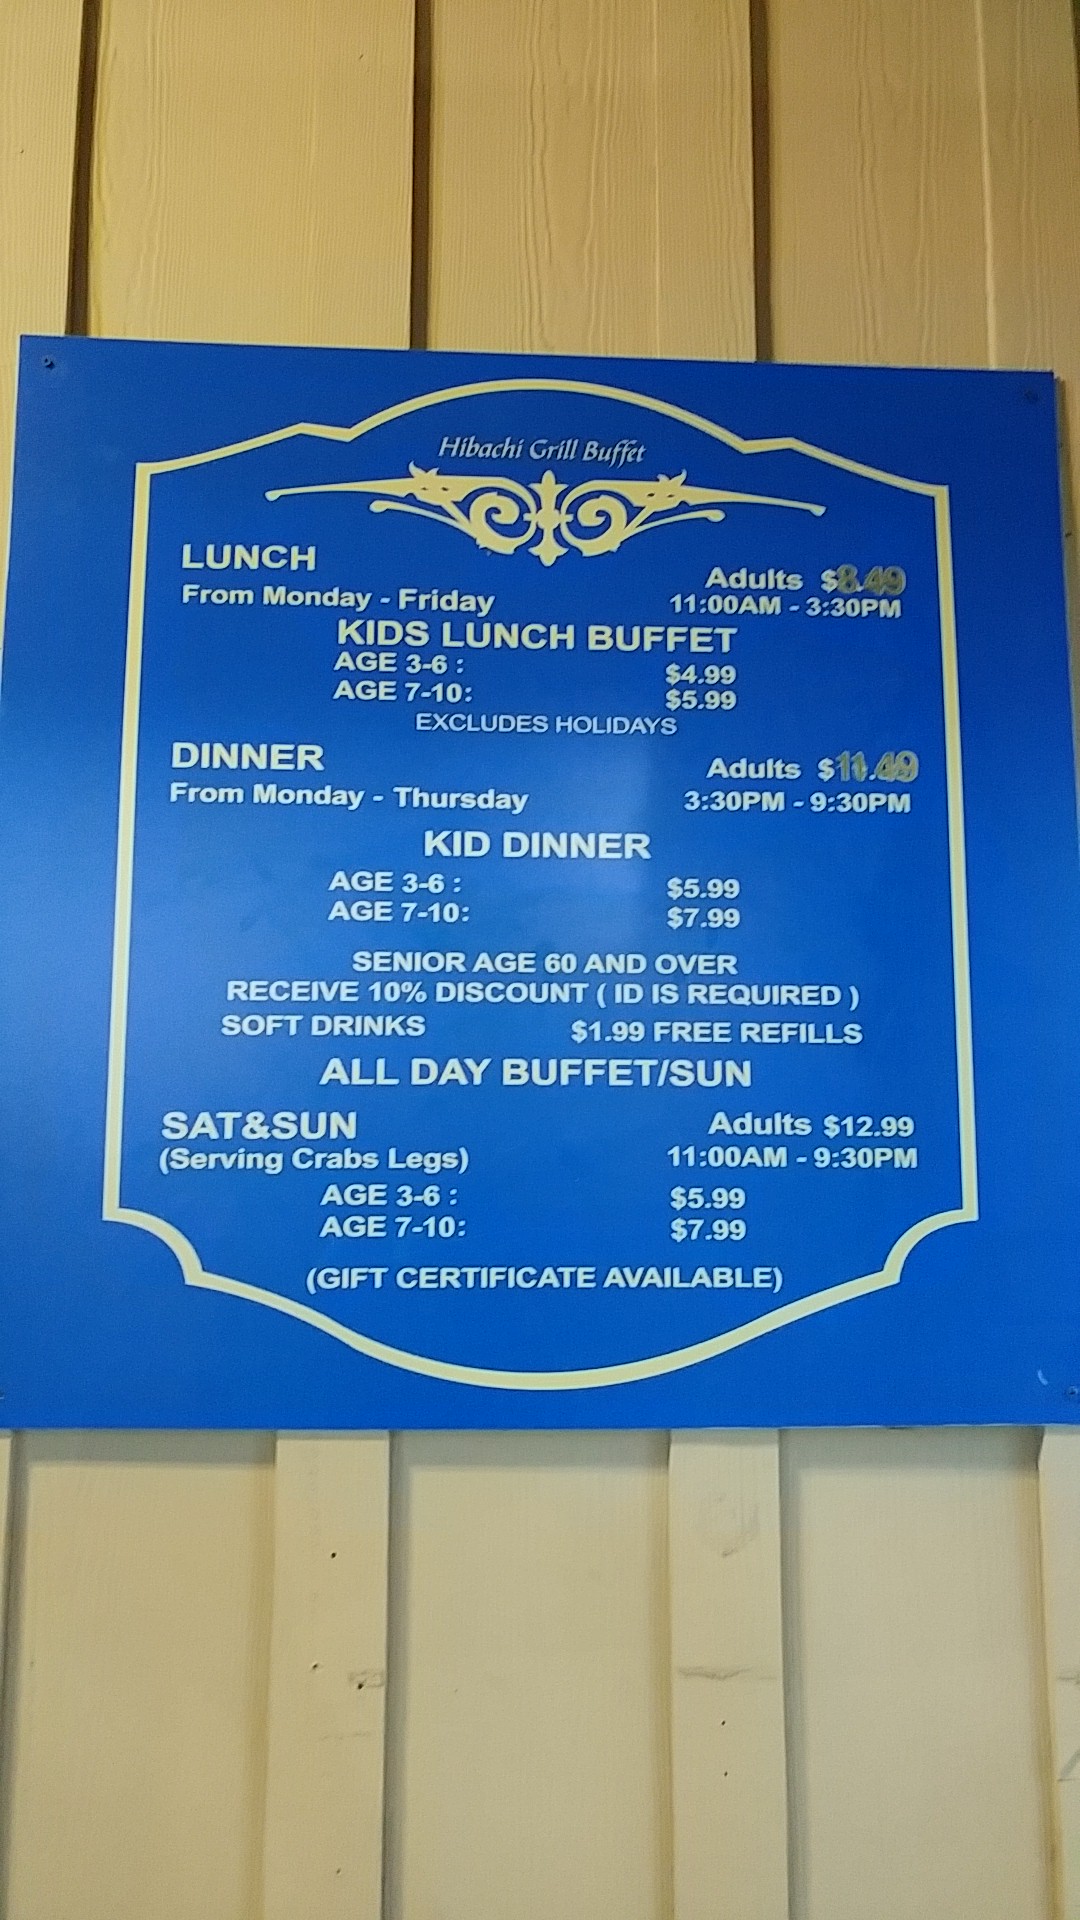 Hibachi Grill Buffet
LUNCH Adults $8.49
From Monday - Friday 11:00AM - 3:30PM
KIDS LUNCH BUFFET
AGE 3-6 : $4.99
AGE 7-10: $5.99
EXCLUDES HOLIDAYS
DINNER Adults $11.49
From Monday - Thursday 3:30PM - 9:30PM
KID DINNER
AGE 3-6 : $5.99
AGE 7-10: $7.99
SENIOR AGE 60 AND OVER
RECEIVE 10% DISCOUNT ( ID IS REQUIRED )
SOFT DRINKS $1.99 FREE REFILLS
ALL DAY BUFFET/SUN
SAT&SUN Adults $12.99
(Serving Crabs Legs) 11:00AM - 9:30PM
AGE 3-6 : $5.99
AGE 7-10: $7.99
(GIFT CERTIFICATE AVAILABLE)